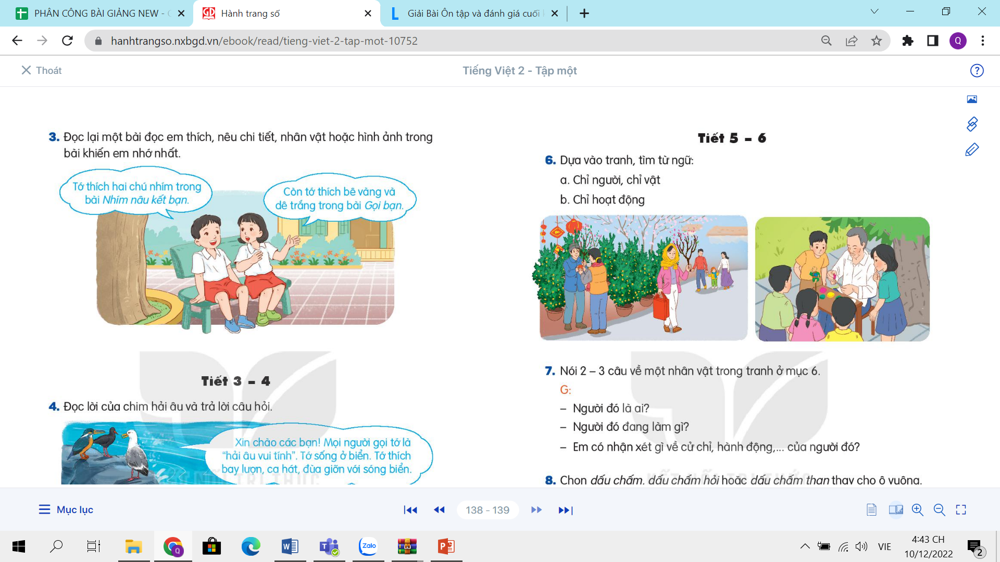 PHÂN CÔNG BÀI GIẢNG NEW -
Hành trang số
Giải Bài Ôn tập và đánh giá cuối
hanhtrangso.nxbgd.vn/ebook/read/tieng-viet-2-tap-mot-10752
Q
Thoát
Tiếng Việt 2 - Tập một
3. Đọc lại một bài đọc em thích, nêu chi tiết, nhân vật hoặc hình ảnh trong
bài khiến em nhớ nhất.
Tớ thích hai chú nhím trong
bài Nhím nâu kết bạn.
Còn tớ thích bê vàng và
dê trắng trong bài Gọi bạn.
Tiết 3 – 4
4. Đọc lời của chim hải âu và trả lời câu hỏi.
Xin chào các bạn! Mọi người gọi tớ là
“hải âu vui tính”. Tớ sống ở biển. Tớ thích
bay lượn, ca hát, đùa giỡn với sóng biển.
Tiết 5 – 6
6. Dựa vào tranh, tìm từ ngữ:
a. Chỉ người, chỉ vật
b. Chỉ hoạt động
7. Nói 2 – 3 câu về một nhân vật trong tranh ở mục 6.
G:
– Người đó là ai?
– Người đó đang làm gì?
– Em có nhận xét gì về cử chỉ, hành động,... của người đó?
8. Chọn dấu chấm, dấu chấm hỏi hoặc dấu chấm than thay cho ô vuông.
Mục lục
138 - 139
Zalo
VIE
4:43 CH
10/12/2022
2